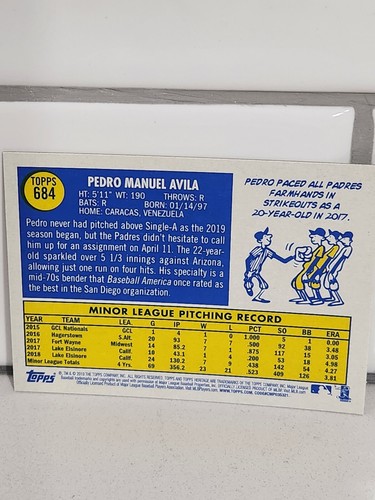 TOPPS
684
PEDRO MANUEL AVILA
HT: 5'11" WT: 190 THROWS: R
BATS: R BORN: 01/14/97
HOME: CARACAS, VENEZUELA
Pedro never had pitched above Single-A as the 2019
season began, but the Padres didn't hesitate to call
him up for an assignment on April 11. The 22-year-
old sparkled over 5 1/3 innings against Arizona,
allowing just one run on four hits. His specialty is a
mid-70s bender that Baseball America once rated as
the best in the San Diego organization.
PEDRO PACED ALL PADRES
FARMHANDS IN
STRIKEOUTS AS A
20-YEAR-OLD IN 2017.
MINOR LEAGUE PITCHING RECORD
YEAR TEAM LEA. G IP W L PCT SO BB ERA
2015 GCL Nationals GCL 1 4 1 0 1.000 5 1 0.00
2016 Hagerstown S.Atl. 20 93 7 7 .500 92 38 3.48
2017 Fort Wayne Midwest 14 85.2 7 1 .875 117 15 3.05
2017 Lake Elsinore Calif. 10 43.1 1 4 .200 53 18 4.98
2018 Lake Elsinore Calif. 24 130.2 7 9 .438 142 54 4.27
Minor League Totals 4 Yrs. 69 356.2 23 21 .523 409 126 3.81
Topps